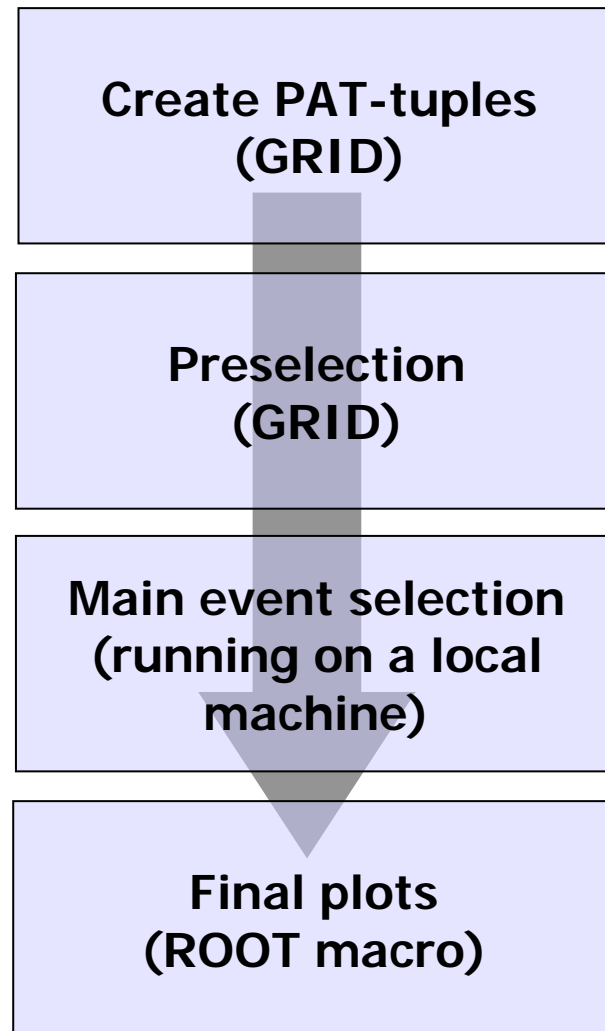 Create PAT-tuples
(GRID)
Preselection
(GRID)
Main event selection
(running on a local
machine)
Final plots
(ROOT macro)